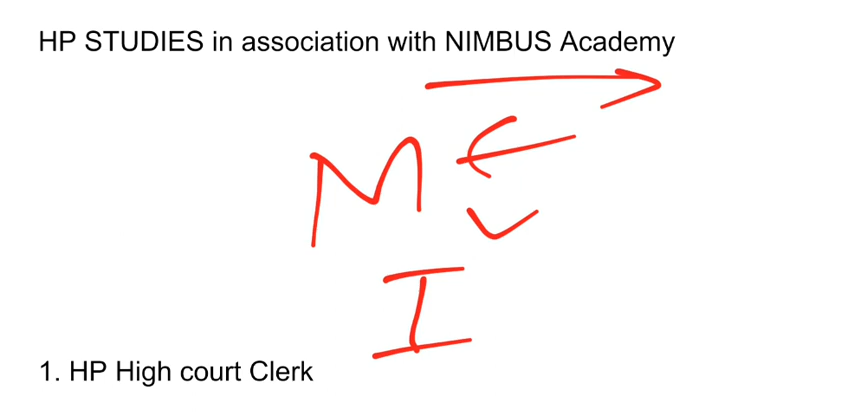 HP STUDIES in association with NIMBUS Academy
M E
I
1. HP High court Clerk